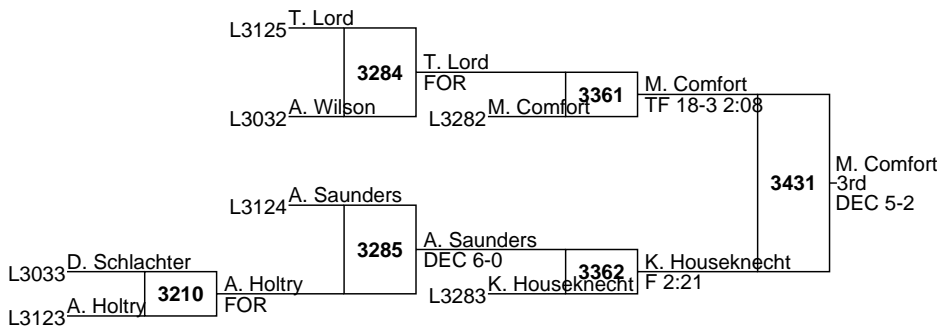 L3125 T. Lord
3284
T. Lord
FOR
L3032 A. Wilson
L3282 M. Comfort
3361
M. Comfort
TF 18-3 2:08
L3124 A. Saunders
3285
A. Saunders
DEC 6-0
L3033 D. Schlachter
3210
L3123 A. Holtry
A. Holtry
FOR
L3283 K. Houseknecht
3362
K. Houseknecht
F 2:21
3431
M. Comfort
3rd
DEC 5-2